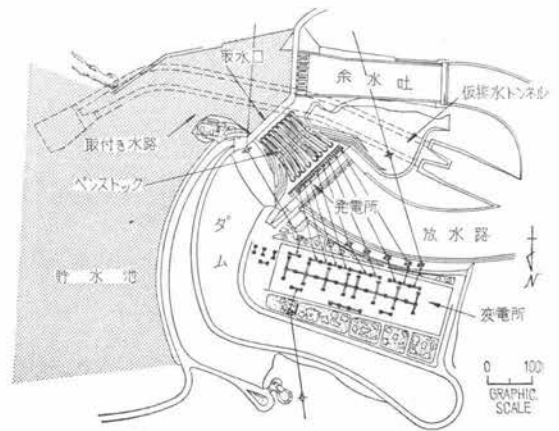 取水口
余水吐
仮排水トンネル
取付き水路
ペンストック
発電所
ダム
放水路
貯水池
N
変電所
0 100
GRAPHIC
SCALE